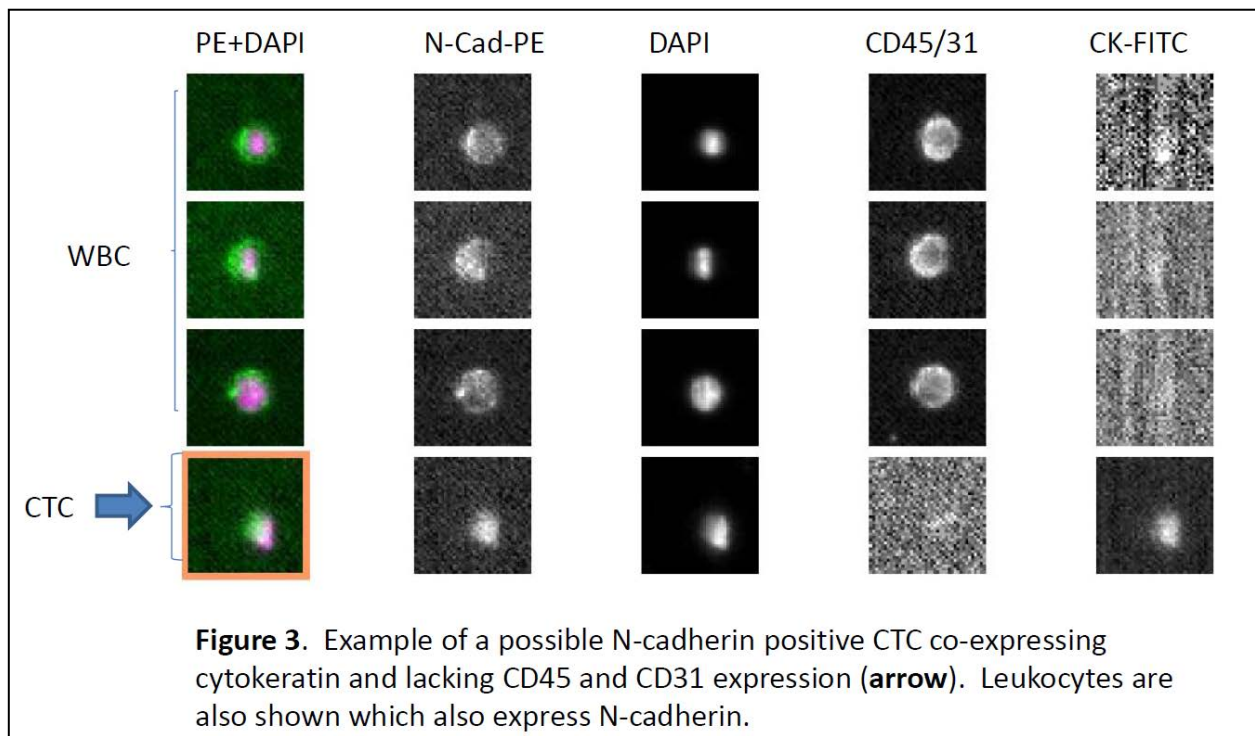 PE+DAPI N-Cad-PE DAPI CD45/31 CK-FITC
WBC
CTC
Figure 3. Example of a possible N-cadherin positive CTC co-expressing
cytokeratin and lacking CD45 and CD31 expression (arrow). Leukocytes are
also shown which also express N-cadherin.